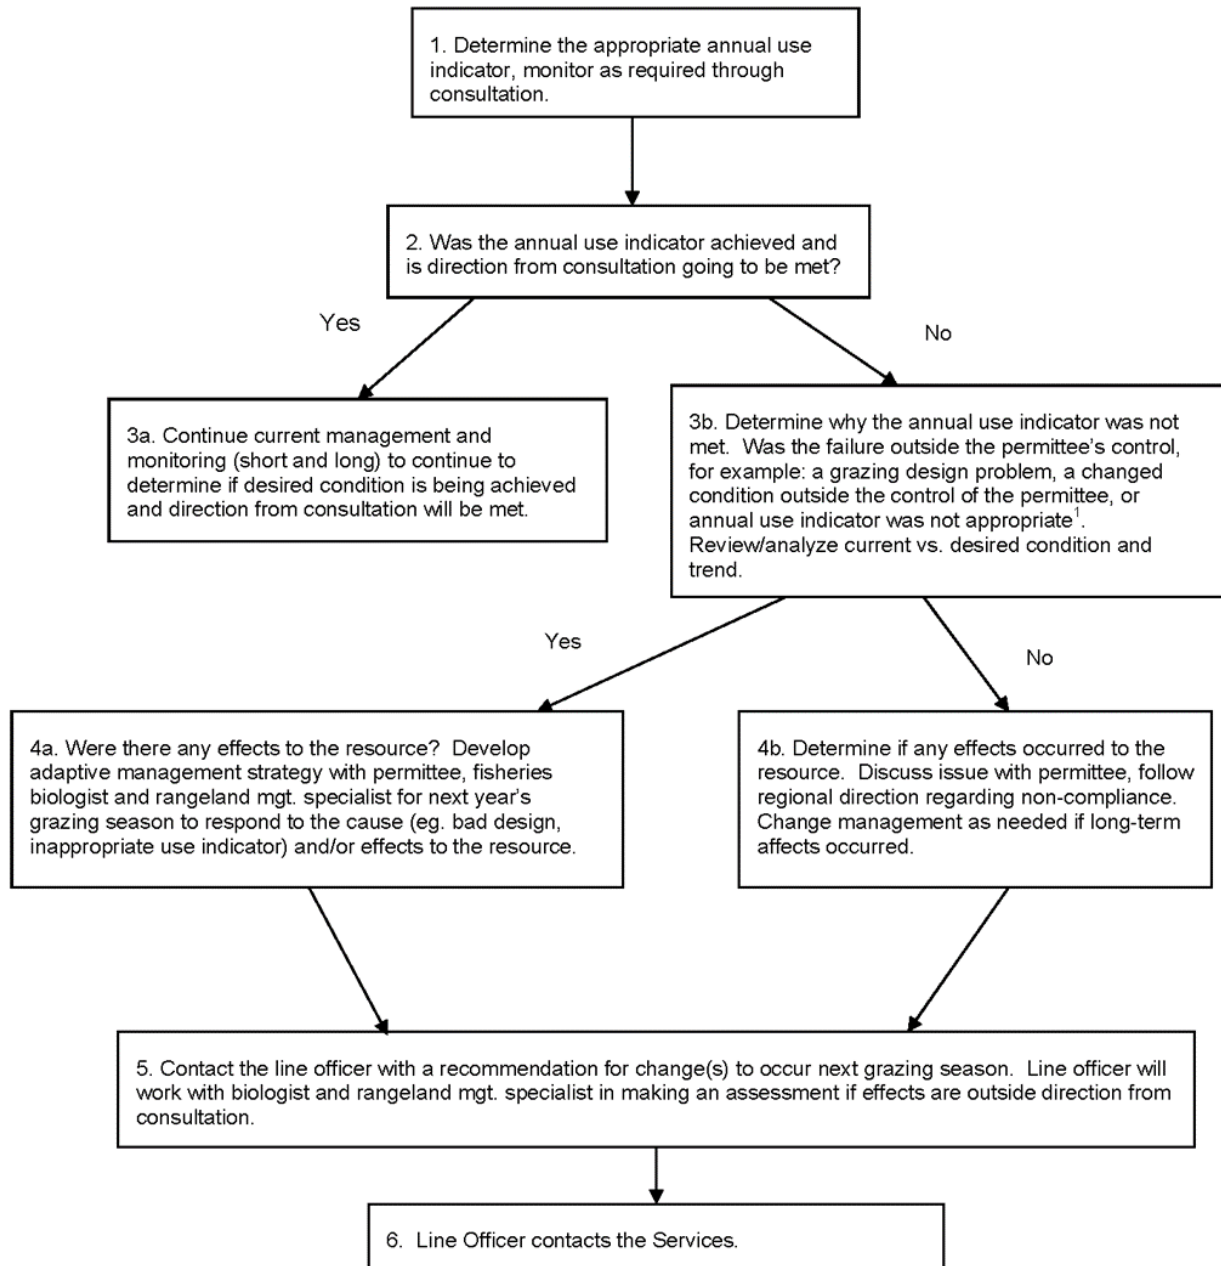 1. Determine the appropriate annual use
indicator, monitor as required through
consultation.
2. Was the annual use indicator achieved and
is direction from consultation going to be met?
Yes
No
3a. Continue current management and
monitoring (short and long) to continue to
determine if desired condition is being achieved
and direction from consultation will be met.
3b. Determine why the annual use indicator was not
met.  Was the failure outside the permittee's control,
for example: a grazing design problem, a changed
condition outside the control of the permittee, or
annual use indicator was not appropriate¹.
Review/analyze current vs. desired condition and
trend.
Yes
No
4a. Were there any effects to the resource?  Develop
adaptive management strategy with permittee, fisheries
biologist and rangeland mgt. specialist for next year's
grazing season to respond to the cause (eg. bad design,
inappropriate use indicator) and/or effects to the resource.
4b. Determine if any effects occurred to the
resource.  Discuss issue with permittee, follow
regional direction regarding non-compliance.
Change management as needed if long-term
affects occurred.
5. Contact the line officer with a recommendation for change(s) to occur next grazing season.  Line officer will
work with biologist and rangeland mgt. specialist in making an assessment if effects are outside direction from
consultation.
6.  Line Officer contacts the Services.